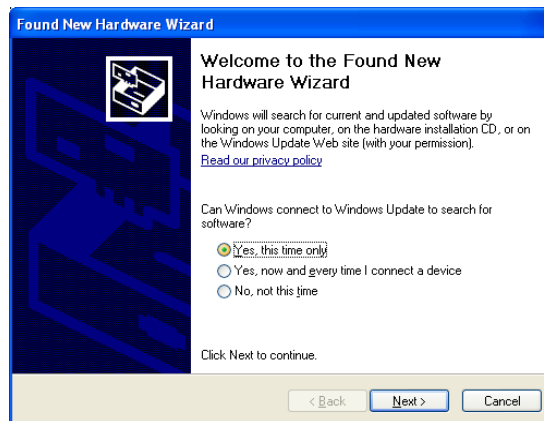 Found New Hardware Wizard
Welcome to the Found New
Hardware Wizard
Windows will search for current and updated software by
looking on your computer, on the hardware installation CD, or on
the Windows Update Web site (with your permission).
Read our privacy policy
Can Windows connect to Windows Update to search for
software?
Yes, this time only
Yes, now and every time I connect a device
No, not this time
Click Next to continue.
< Back
Next >
Cancel